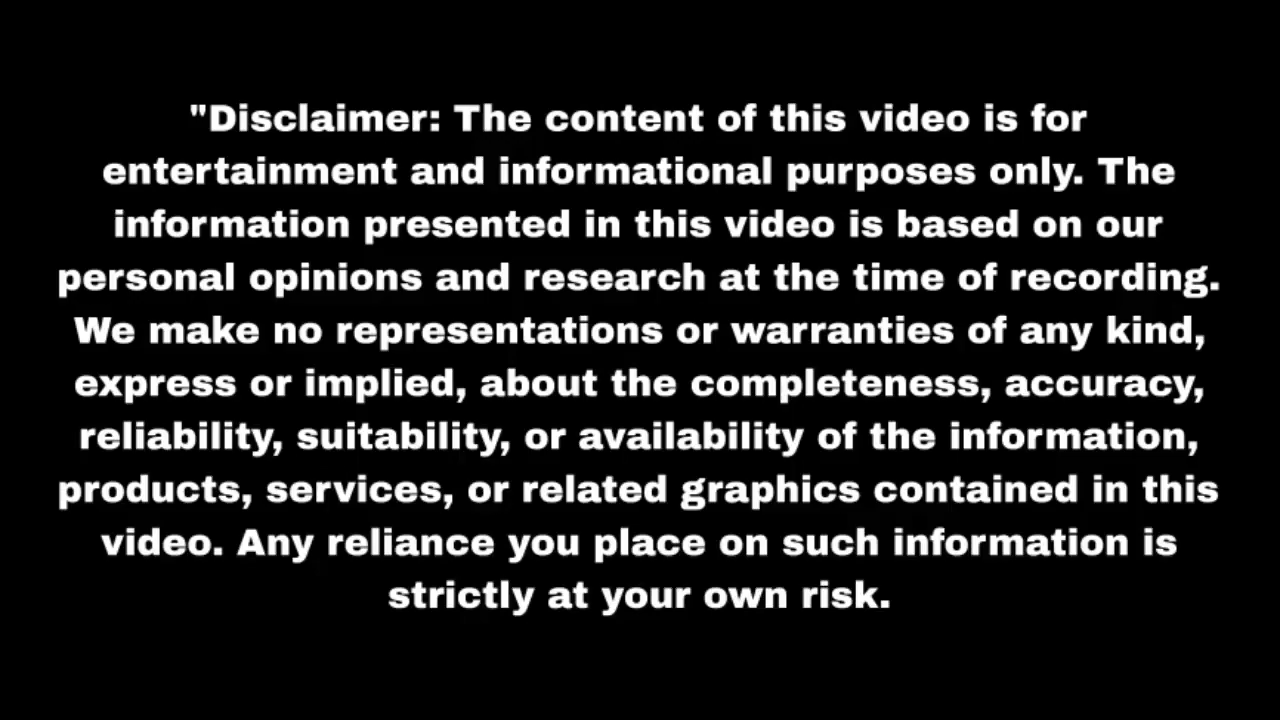 "Disclaimer: The content of this video is for
entertainment and informational purposes only. The
information presented in this video is based on our
personal opinions and research at the time of recording.
We make no representations or warranties of any kind,
express or implied, about the completeness, accuracy,
reliability, suitability, or availability of the information,
products, services, or related graphics contained in this
video. Any reliance you place on such information is
strictly at your own risk.